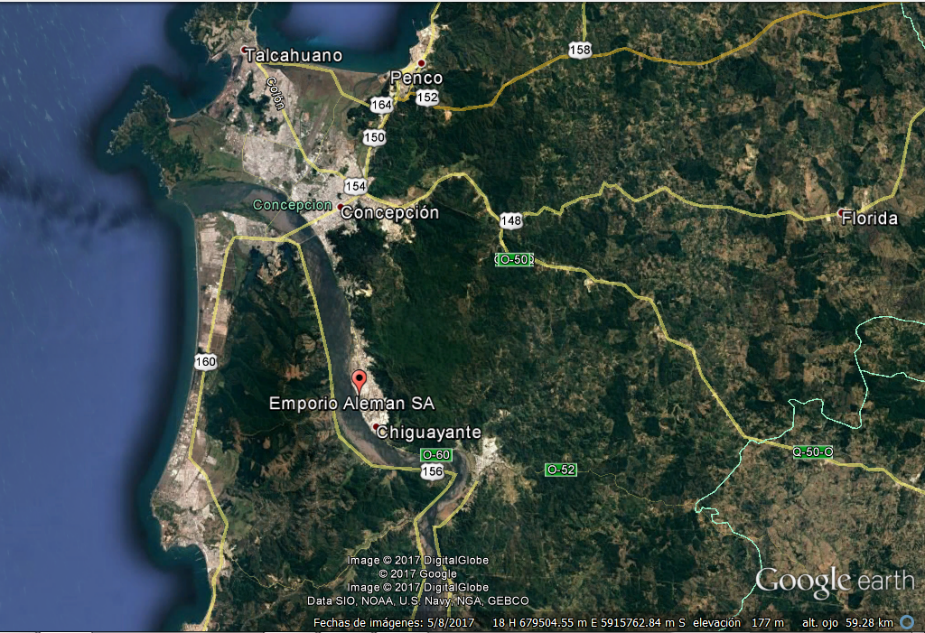 Talcahuano
158
Penco
152
Colón
164
150
154
Concepcion
Concepción
148
Florida
O-50
160
Emporio Aleman SA
Chiguayante
O-60
156
O-52
Q-50-O
Image © 2017 DigitalGlobe
© 2017 Google
Image © 2017 DigitalGlobe
Data SIO, NOAA, U.S. Navy, NGA, GEBCO
Google earth
Fechas de imágenes: 5/8/2017 18 H 679504.55 m E 5915762.84 m S elevación 177 m alt. ojo 59.28 km